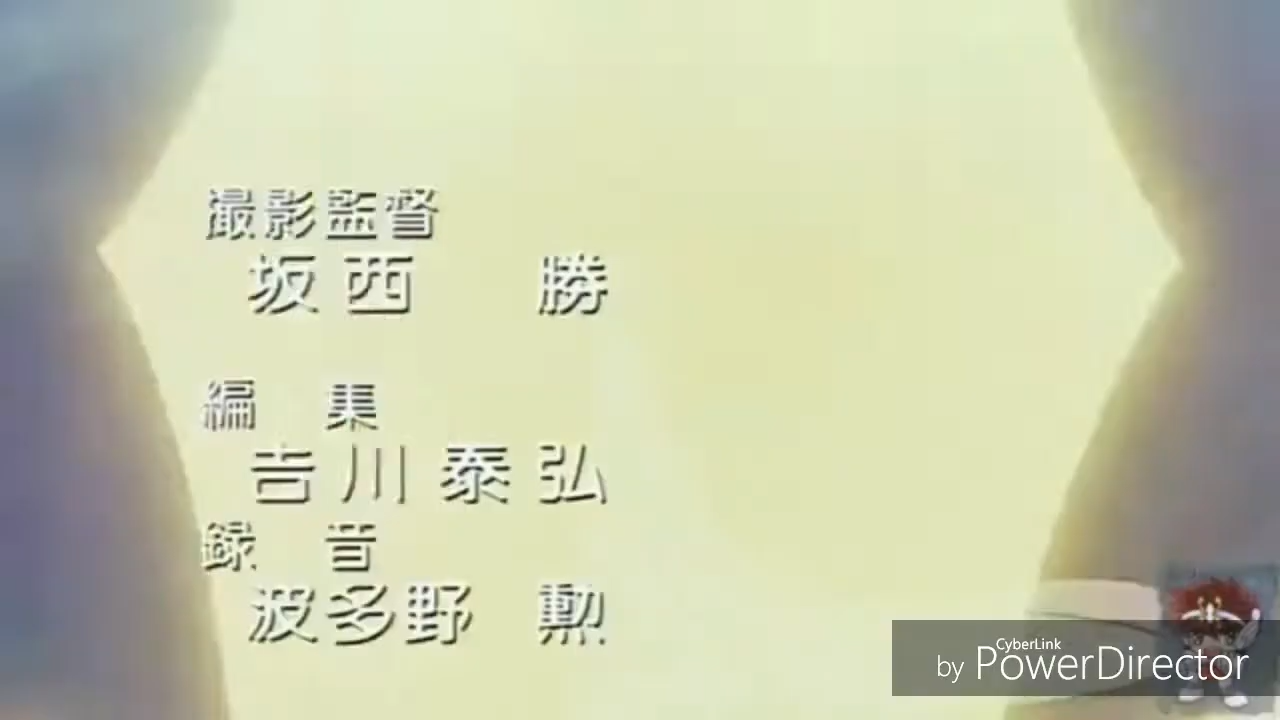 撮影監督
坂西 勝
編 集
吉川泰弘
録 音
波多野 勲
CyberLink
by PowerDirector